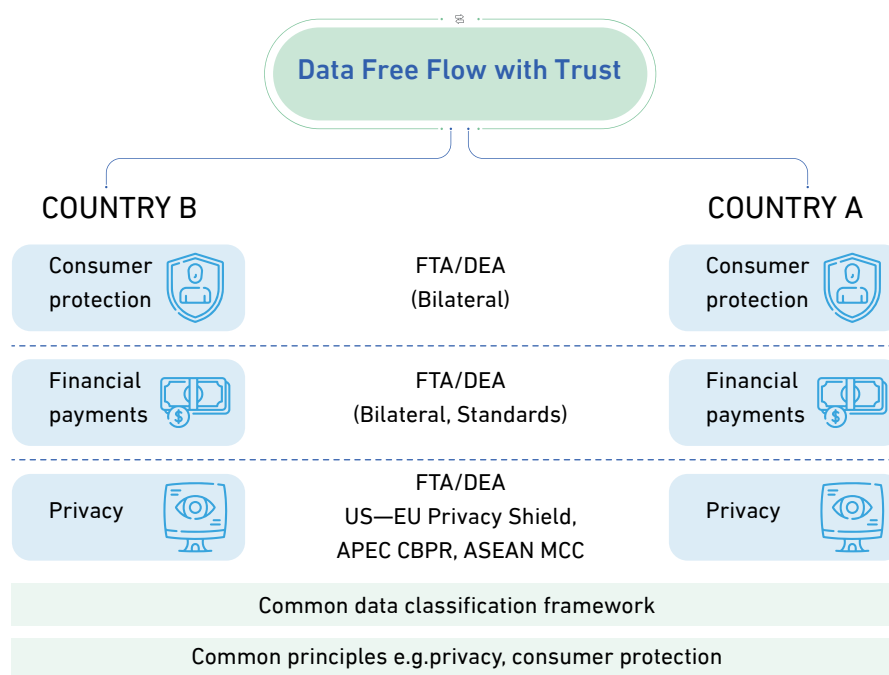 Data Free Flow with Trust
COUNTRY B
COUNTRY A
Consumer
protection
FTA/DEA
(Bilateral)
Consumer
protection
Financial
payments
$
FTA/DEA
(Bilateral, Standards)
Financial
payments
$
Privacy
FTA/DEA
US—EU Privacy Shield,
APEC CBPR, ASEAN MCC
Privacy
Common data classification framework
Common principles e.g.privacy, consumer protection